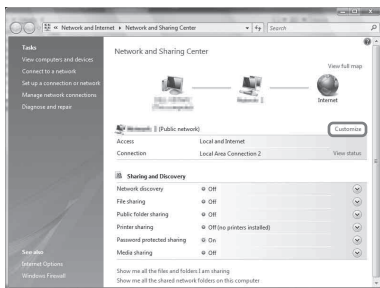 « Network and Internet ▸ Network and Sharing Center
Search
Tasks
View computers and devices
Connect to a network
Set up a connection or network
Manage network connections
Diagnose and repair
See also
Internet Options
Windows Firewall
Network and Sharing Center
View full map
Internet
(Public network)
Customize
Access Local and Internet
Connection Local Area Connection 2 View status
Sharing and Discovery
Network discovery Off
File sharing Off
Public folder sharing Off
Printer sharing Off (no printers installed)
Password protected sharing On
Media sharing Off
Show me all the files and folders I am sharing
Show me all the shared network folders on this computer